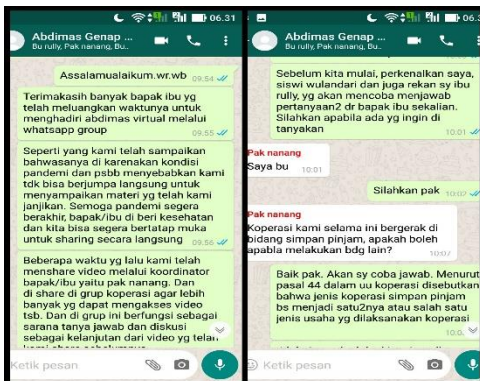 06.31
Abdimas Genap ...
Bu rully, Pak nanang, Bu..
Assalamualaikum.wr.wb 09.54
Terimakasih banyak bapak ibu yg
telah meluangkan waktunya untuk
menghadiri abdimas virtual melalui
whatsapp group
09.55
Seperti yang kami telah sampaikan
bahwasanya di karenakan kondisi
pandemi dan psbb menyebabkan kami
tdk bisa berjumpa langsung untuk
menyampaikan materi yg telah kami
janjikan. Semoga pandemi segera
berakhir, bapak/ibu di beri kesehatan
dan kita bisa segera bertatap muka
untuk sharing secara langsung 09.56
Beberapa waktu yg lalu kami telah
menshare video melalui koordinator
bapak/ibu yaitu pak nanang. Dan
di share di grup koperasi agar lebih
banyak yg dapat mengakses video
tsb. Dan di grup ini berfungsi sebagai
sarana tanya jawab dan diskusi
sebagai kelanjutan dari video yg telah
kami share sebelumnya
Ketik pesan
06.3
Abdimas Genap ...
Bu rully, Pak nanang, Bu..
Sebelum kita mulai, perkenalkan saya,
siswi wulandari dan juga rekan sy ibu
rully, yg akan mencoba menjawab
pertanyaan2 dr bapak ibu sekalian.
Silahkan apabila ada yg ingin di
tanyakan
10.01
Pak nanang
Saya bu 10:01
Silahkan pak 10:02
Pak nanang
Koperasi kami selama ini bergerak di
bidang simpan pinjam, apakah boleh
apabila melakukan bdg lain?
10:07
Baik pak. Akan sy coba jawab. Menurut
pasal 44 dalam uu koperasi disebutkan
bahwa jenis koperasi simpan pinjam
bs menjadi satu2nya atau salah satu
jenis usaha yg dilaksanakan koperasi
Ketik pesan